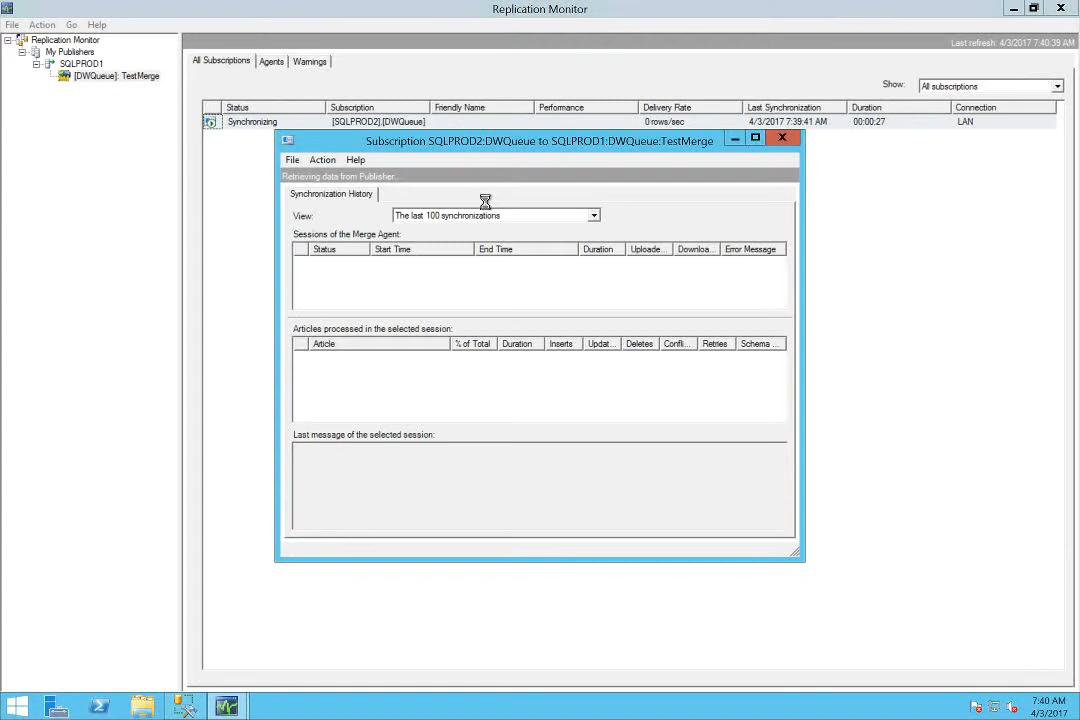 Replication Monitor
File Action Go Help
Replication Monitor
My Publishers
SQLPROD1
[DWQueue]: TestMerge
Last refresh: 4/3/2017 7:40:39 AM
All Subscriptions Agents Warnings
Show: All subscriptions
Status Subscription Friendly Name Performance Delivery Rate Last Synchronization Duration Connection
Synchronizing [SQLPROD2].[DWQueue] 0 rows/sec 4/3/2017 7:39:41 AM 00:00:27 LAN
Subscription SQLPROD2:DWQueue to SQLPROD1:DWQueue:TestMerge
File Action Help
Retrieving data from Publisher...
Synchronization History
View: The last 100 synchronizations
Sessions of the Merge Agent:
Status Start Time End Time Duration Uploade... Downloa... Error Message
Articles processed in the selected session:
Article % of Total Duration Inserts Updat... Deletes Confli... Retries Schema ...
Last message of the selected session:
7:40 AM
4/3/2017